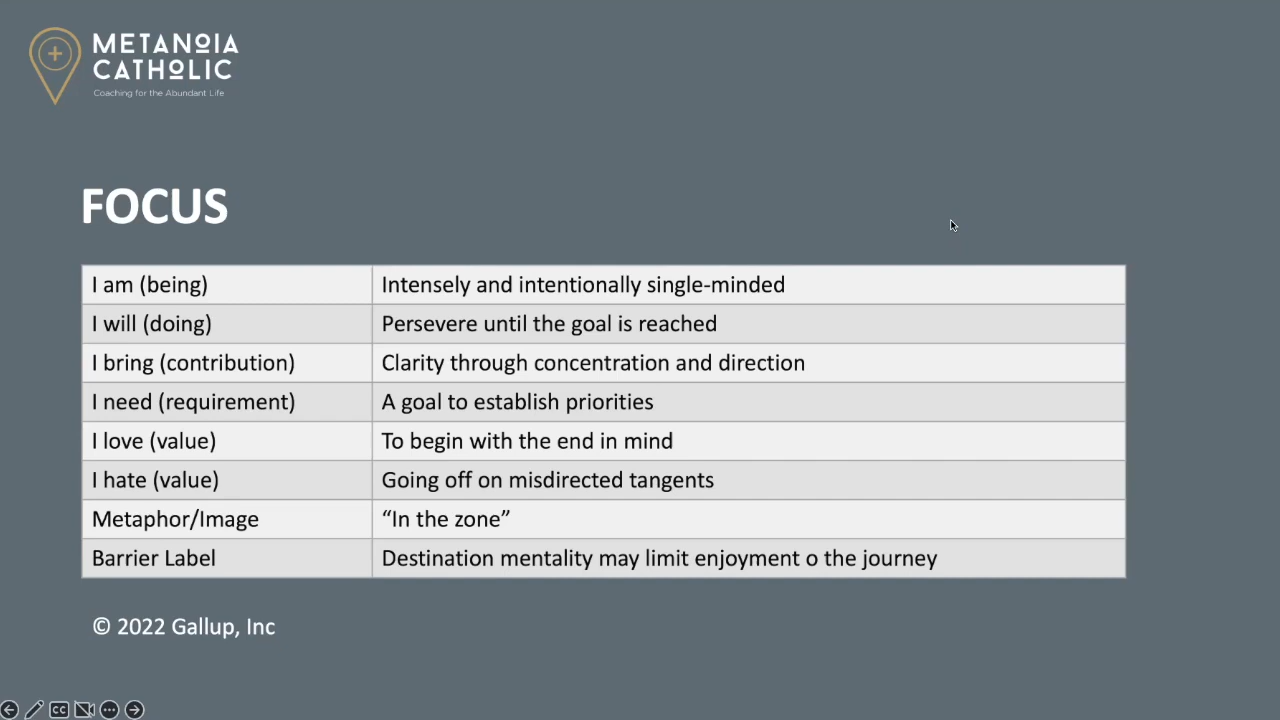 METANOIA
CATHOLIC
Coaching for the Abundant Life
FOCUS
I am (being) Intensely and intentionally single-minded
I will (doing) Persevere until the goal is reached
I bring (contribution) Clarity through concentration and direction
I need (requirement) A goal to establish priorities
I love (value) To begin with the end in mind
I hate (value) Going off on misdirected tangents
Metaphor/Image “In the zone”
Barrier Label Destination mentality may limit enjoyment o the journey
© 2022 Gallup, Inc
CC